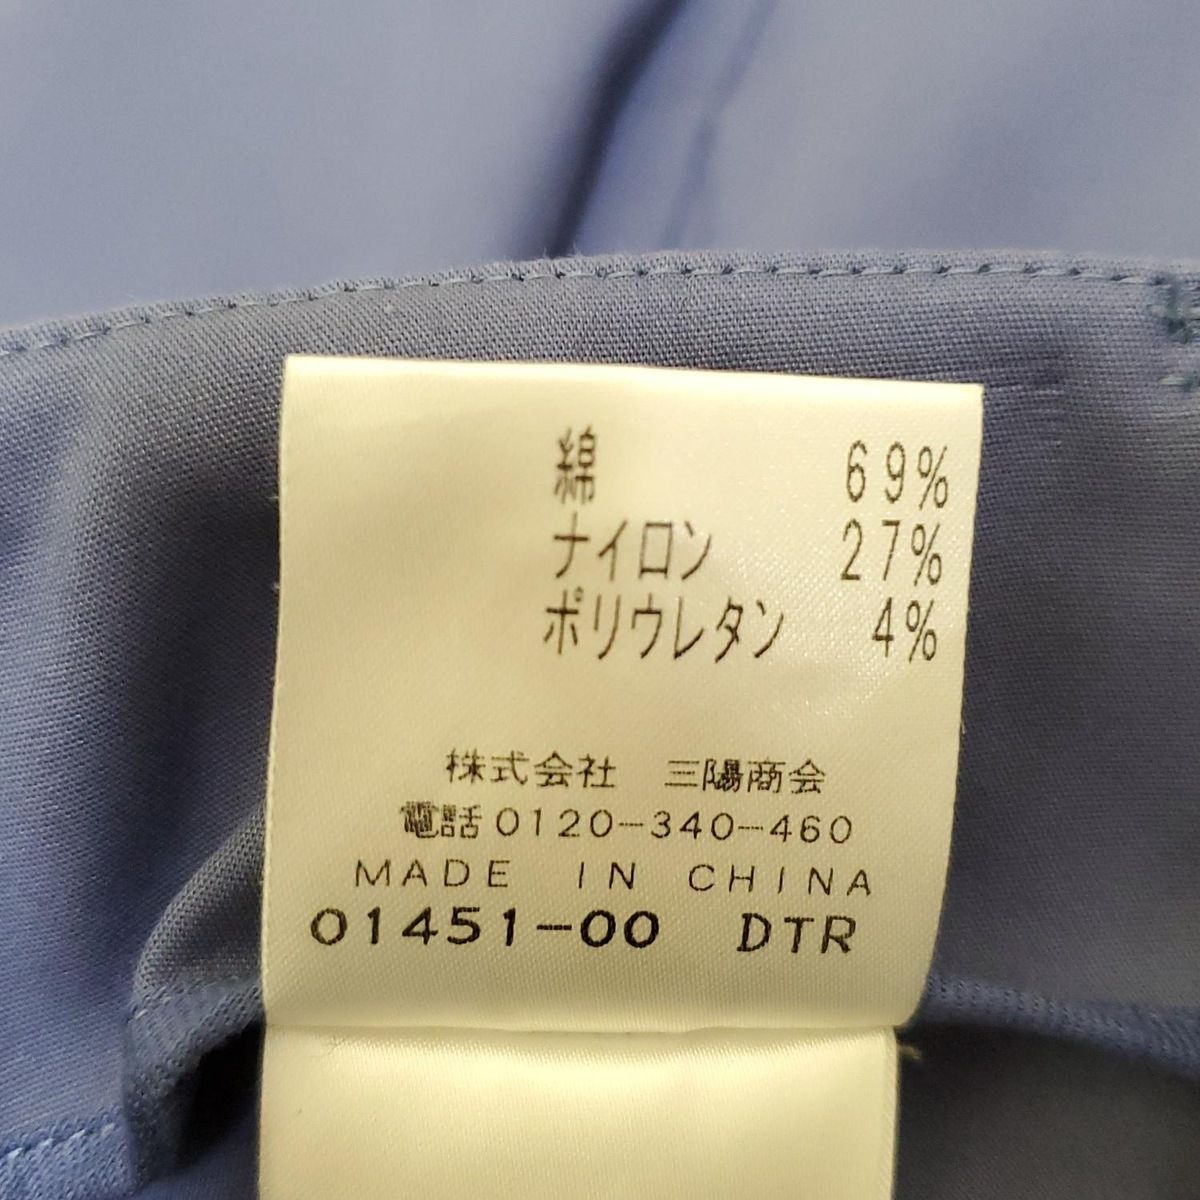 綿 69%
ナイロン 27%
ポリウレタン 4%
株式会社 三陽商会
電話0120-340-460
MADE IN CHINA
01451-00 DTR